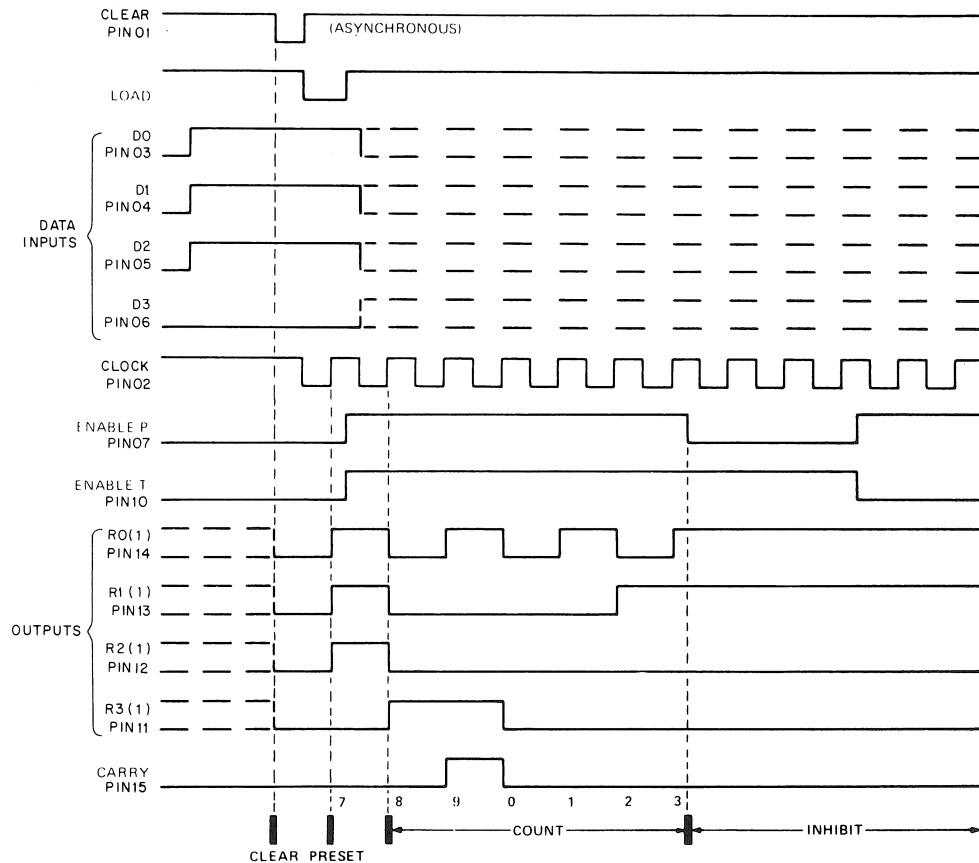 CLEAR
PIN 01
(ASYNCHRONOUS)
LOAD
DATA
INPUTS
D0
PIN 03
D1
PIN 04
D2
PIN 05
D3
PIN 06
CLOCK
PIN 02
ENABLE P
PIN 07
ENABLE T
PIN 10
OUTPUTS
R0 (1)
PIN 14
R1 (1)
PIN 13
R2 (1)
PIN 12
R3 (1)
PIN 11
CARRY
PIN 15
7 8 9 0 1 2 3
COUNT
INHIBIT
CLEAR PRESET